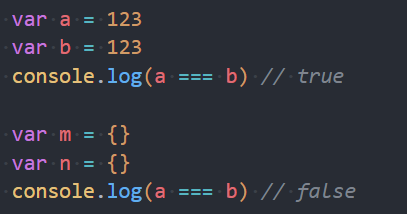 var a = 123
var b = 123
console.log(a === b) // true
var m = {}
var n = {}
console.log(a === b) // false